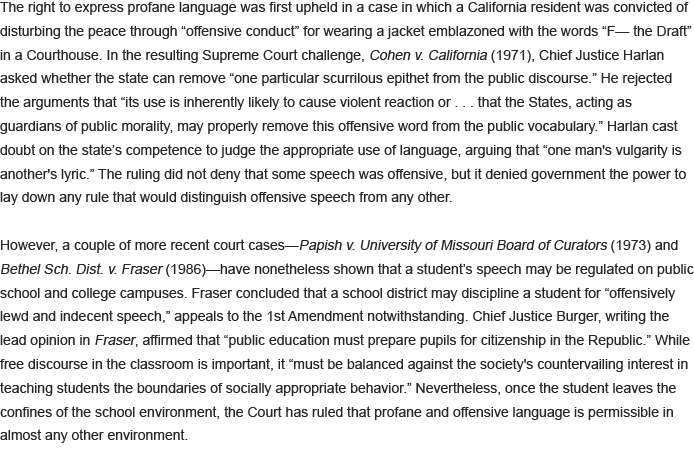 The right to express profane language was first upheld in a case in which a California resident was convicted of
disturbing the peace through “offensive conduct” for wearing a jacket emblazoned with the words “F— the Draft”
in a Courthouse. In the resulting Supreme Court challenge, Cohen v. California (1971), Chief Justice Harlan
asked whether the state can remove “one particular scurrilous epithet from the public discourse.” He rejected
the arguments that “its use is inherently likely to cause violent reaction or . . . that the States, acting as
guardians of public morality, may properly remove this offensive word from the public vocabulary.” Harlan cast
doubt on the state’s competence to judge the appropriate use of language, arguing that “one man's vulgarity is
another's lyric.” The ruling did not deny that some speech was offensive, but it denied government the power to
lay down any rule that would distinguish offensive speech from any other.
However, a couple of more recent court cases—Papish v. University of Missouri Board of Curators (1973) and
Bethel Sch. Dist. v. Fraser (1986)—have nonetheless shown that a student’s speech may be regulated on public
school and college campuses. Fraser concluded that a school district may discipline a student for “offensively
lewd and indecent speech,” appeals to the 1st Amendment notwithstanding. Chief Justice Burger, writing the
lead opinion in Fraser, affirmed that “public education must prepare pupils for citizenship in the Republic.” While
free discourse in the classroom is important, it “must be balanced against the society's countervailing interest in
teaching students the boundaries of socially appropriate behavior.” Nevertheless, once the student leaves the
confines of the school environment, the Court has ruled that profane and offensive language is permissible in
almost any other environment.